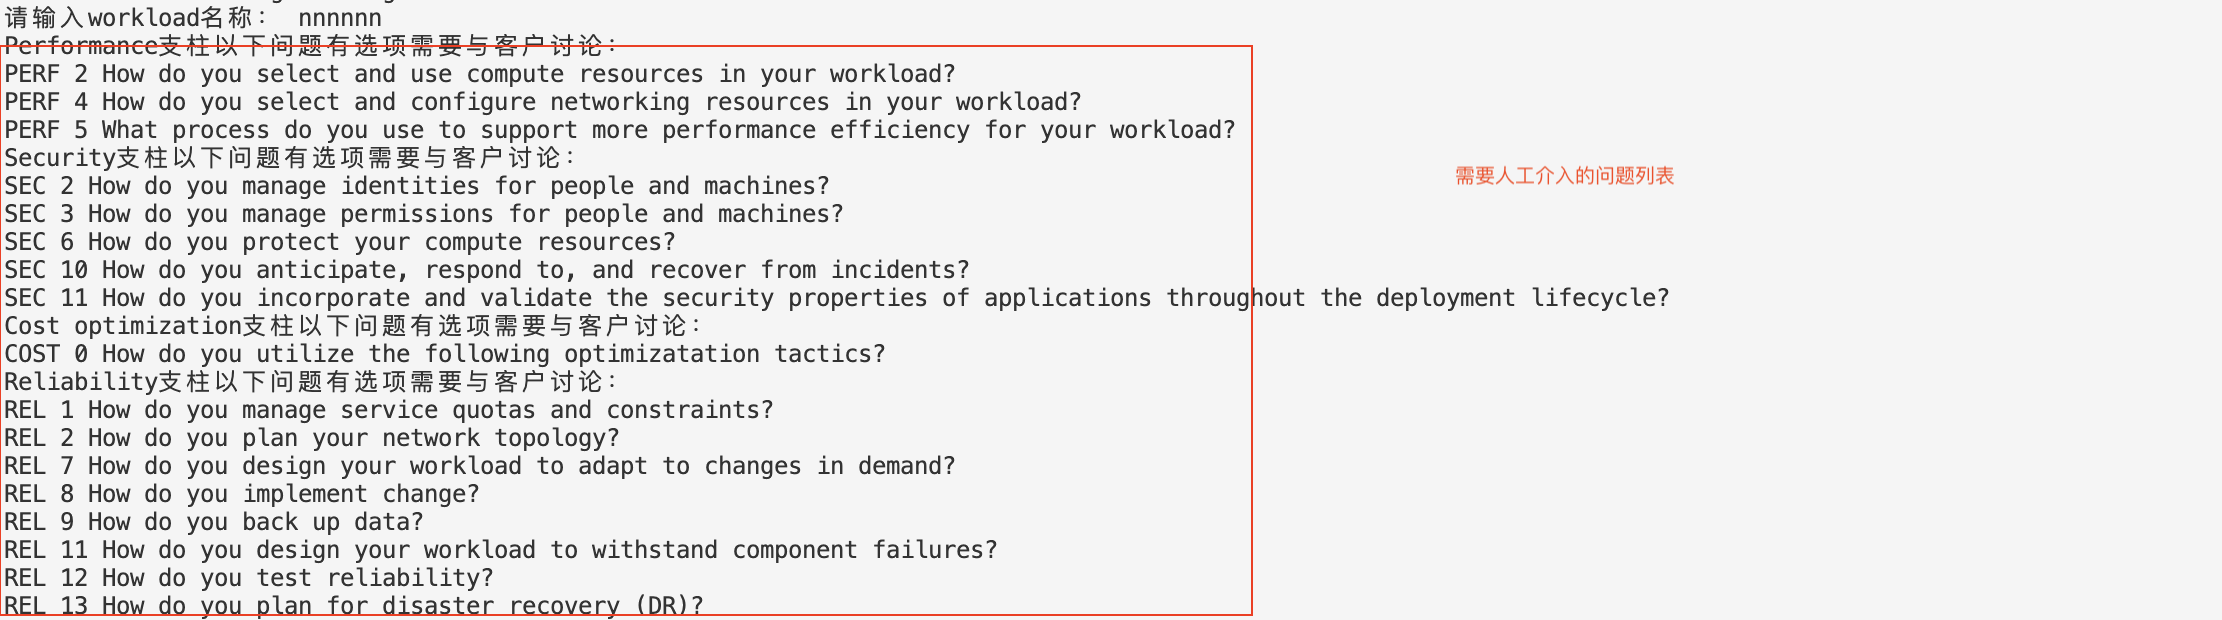 请输入workload名称： nnnnnn
Performance支柱以下问题有选项需要与客户讨论：
PERF 2 How do you select and use compute resources in your workload?
PERF 4 How do you select and configure networking resources in your workload?
PERF 5 What process do you use to support more performance efficiency for your workload?
Security支柱以下问题有选项需要与客户讨论：
需要人工介入的问题列表
SEC 2 How do you manage identities for people and machines?
SEC 3 How do you manage permissions for people and machines?
SEC 6 How do you protect your compute resources?
SEC 10 How do you anticipate, respond to, and recover from incidents?
SEC 11 How do you incorporate and validate the security properties of applications throughout the deployment lifecycle?
Cost optimization支柱以下问题有选项需要与客户讨论：
COST 0 How do you utilize the following optimizatation tactics?
Reliability支柱以下问题有选项需要与客户讨论：
REL 1 How do you manage service quotas and constraints?
REL 2 How do you plan your network topology?
REL 7 How do you design your workload to adapt to changes in demand?
REL 8 How do you implement change?
REL 9 How do you back up data?
REL 11 How do you design your workload to withstand component failures?
REL 12 How do you test reliability?
REL 13 How do you plan for disaster recovery (DR)?